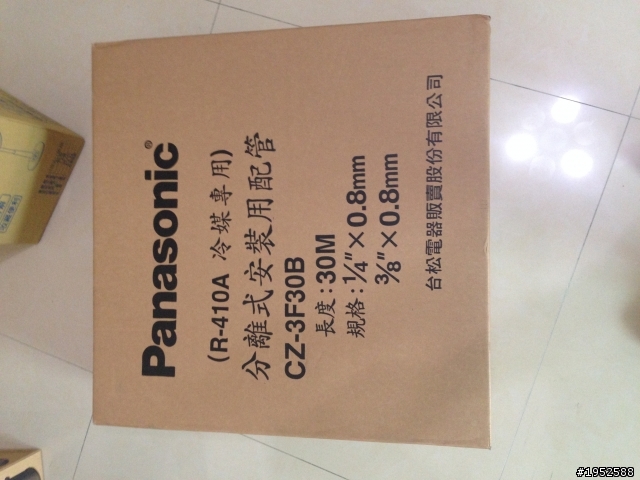 Panasonic®
(R-410A 冷媒專用)
分離式安裝用配管
CZ-3F30B
長度:30M
規格:1/4"×0.8mm
3/8"×0.8mm
台松電器販賣股份有限公司
#1952588